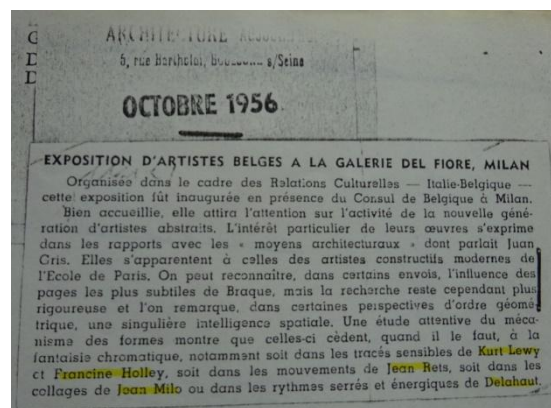 G
D
D
ARCHITECTURE
5, rue Bartholdi, s/Seine
OCTOBRE 1956
EXPOSITION D'ARTISTES BELGES A LA GALERIE DEL FIORE, MILAN
Organisée dans le cadre des Relations Culturelles — Italie-Belgique —
cette exposition fût inaugurée en présence du Consul de Belgique à Milan.
Bien accueillie, elle attira l'attention sur l'activité de la nouvelle géné-
ration d'artistes abstraits. L'intérêt particulier de leurs œuvres s'exprime
dans les rapports avec les « moyens architecturaux » dont parlait Juan
Gris. Elles s'apparentent à celles des artistes constructifs modernes de
l'Ecole de Paris. On peut reconnaître, dans certains envois, l'influence des
pages les plus subtiles de Braque, mais la recherche reste cependant plus
rigoureuse et l'on remarque, dans certaines perspectives d'ordre géomé-
trique, une singulière intelligence spatiale. Une étude attentive du méca-
nisme des formes montre que celles-ci cèdent, quand il le faut, à la
fantaisie chromatique, notamment soit dans les tracés sensibles de Kurt Lewy
et Francine Holley, soit dans les mouvements de Jean Rets, soit dans les
collages de Jean Milo ou dans les rythmes serrés et énergiques de Delahaut.